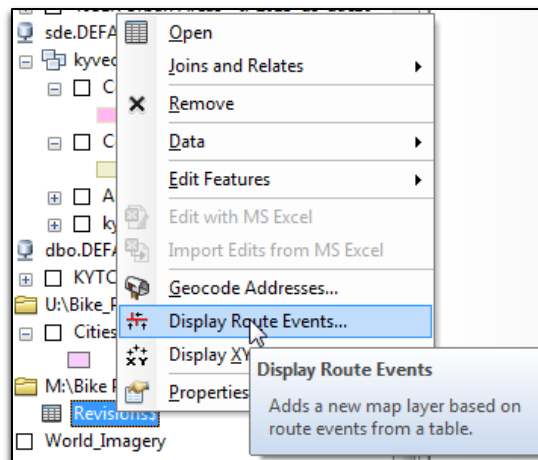 sde.DEFA
Open
kyvec
Joins and Relates
C
Remove
C
Data
Edit Features
A
Edit with MS Excel
ky
Import Edits from MS Excel
dbo.DEFA
KYTC
Geocode Addresses...
U:\Bike_F
Display Route Events...
Cities
Display XY
Display Route Events
M:\Bike F
Properties
Adds a new map layer based on
route events from a table.
Revisions$
World_Imagery